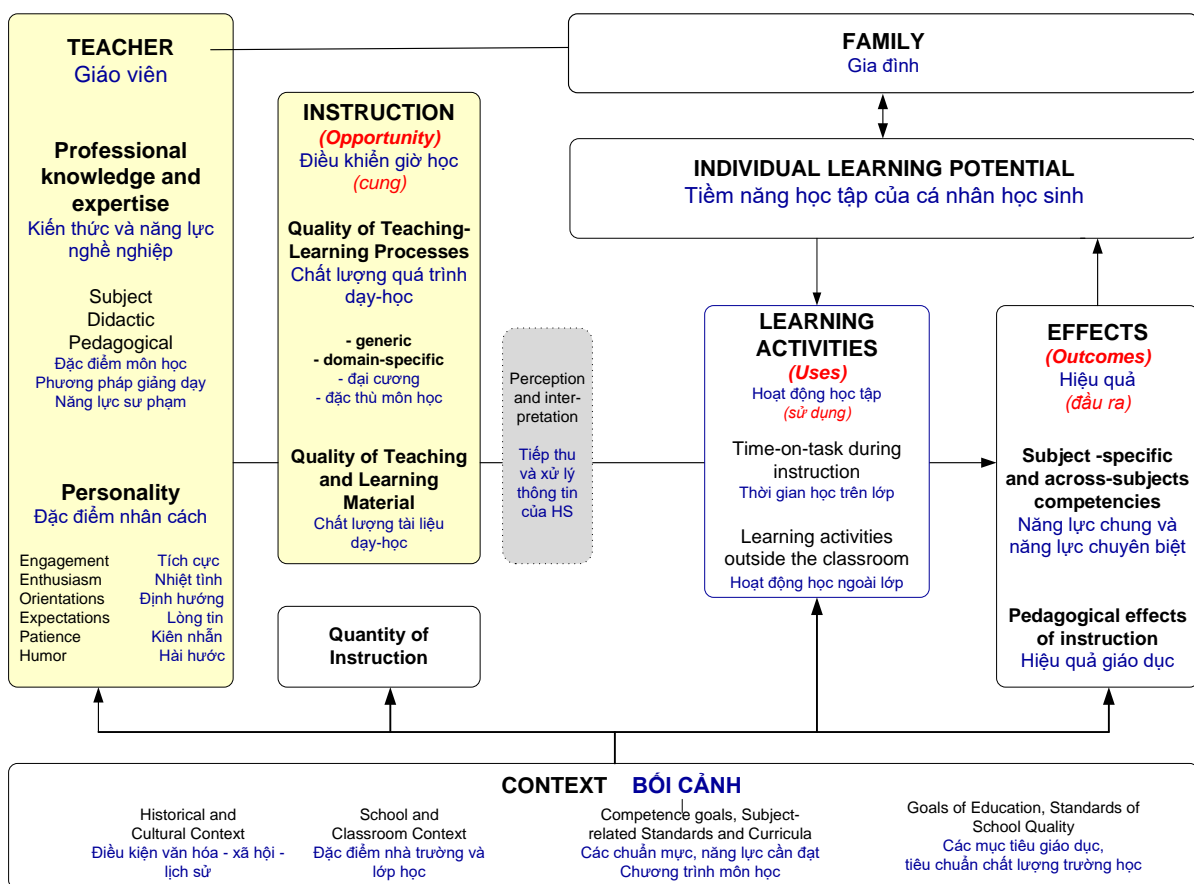 TEACHER
Giáo viên
Professional
knowledge and
expertise
Kiến thức và năng lực
nghề nghiệp
Subject
Didactic
Pedagogical
Đặc điểm môn học
Phương pháp giảng dạy
Năng lực sư phạm
Personality
Đặc điểm nhân cách
Engagement Tích cực
Enthusiasm Nhiệt tình
Orientations Định hướng
Expectations Lòng tin
Patience Kiên nhẫn
Humor Hài hước
INSTRUCTION
(Opportunity)
Điều khiển giờ học
(cung)
Quality of Teaching-
Learning Processes
Chất lượng quá trình
dạy-học
- generic
- domain-specific
- đại cương
- đặc thù môn học
Quality of Teaching
and Learning
Material
Chất lượng tài liệu
dạy-học
Quantity of
Instruction
Perception
and inter-
pretation
Tiếp thu
và xử lý
thông tin
của HS
FAMILY
Gia đình
INDIVIDUAL LEARNING POTENTIAL
Tiềm năng học tập của cá nhân học sinh
LEARNING
ACTIVITIES
(Uses)
Hoạt động học tập
(sử dụng)
Time-on-task during
instruction
Thời gian học trên lớp
Learning activities
outside the classroom
Hoạt động học ngoài lớp
EFFECTS
(Outcomes)
Hiệu quả
(đầu ra)
Subject -specific
and across-subjects
competencies
Năng lực chung và
năng lực chuyên biệt
Pedagogical effects
of instruction
Hiệu quả giáo dục
CONTEXT BỐI CẢNH
Historical and
Cultural Context
Điều kiện văn hóa - xã hội -
lịch sử
School and
Classroom Context
Đặc điểm nhà trường và
lớp học
Competence goals, Subject-
related Standards and Curricula
Các chuẩn mực, năng lực cần đạt
Chương trình môn học
Goals of Education, Standards of
School Quality
Các mục tiêu giáo dục,
tiêu chuẩn chất lượng trường học